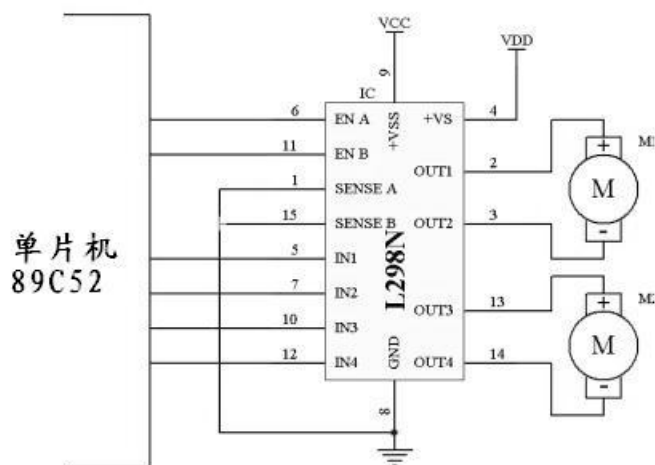 VCC
VDD
9
IC
6
EN A
+VSS
+VS
4
11
EN B
OUT1
2
+
M
-
1
SENSE A
15
SENSE B
OUT2
3
单片机
89C52
5
IN1
L298N
7
IN2
10
IN3
OUT3
13
+
M2
M
-
12
IN4
GND
OUT4
14
8